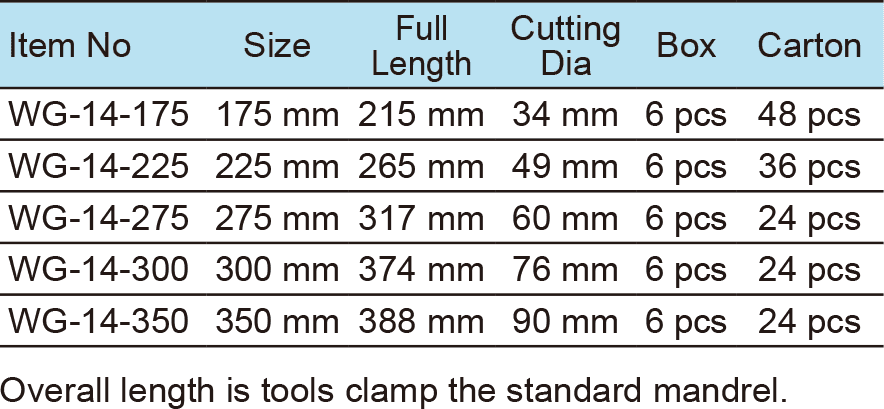 Item No Size Full Length Cutting Dia Box Carton
WG-14-175 175 mm 215 mm 34 mm 6 pcs 48 pcs
WG-14-225 225 mm 265 mm 49 mm 6 pcs 36 pcs
WG-14-275 275 mm 317 mm 60 mm 6 pcs 24 pcs
WG-14-300 300 mm 374 mm 76 mm 6 pcs 24 pcs
WG-14-350 350 mm 388 mm 90 mm 6 pcs 24 pcs
Overall length is tools clamp the standard mandrel.